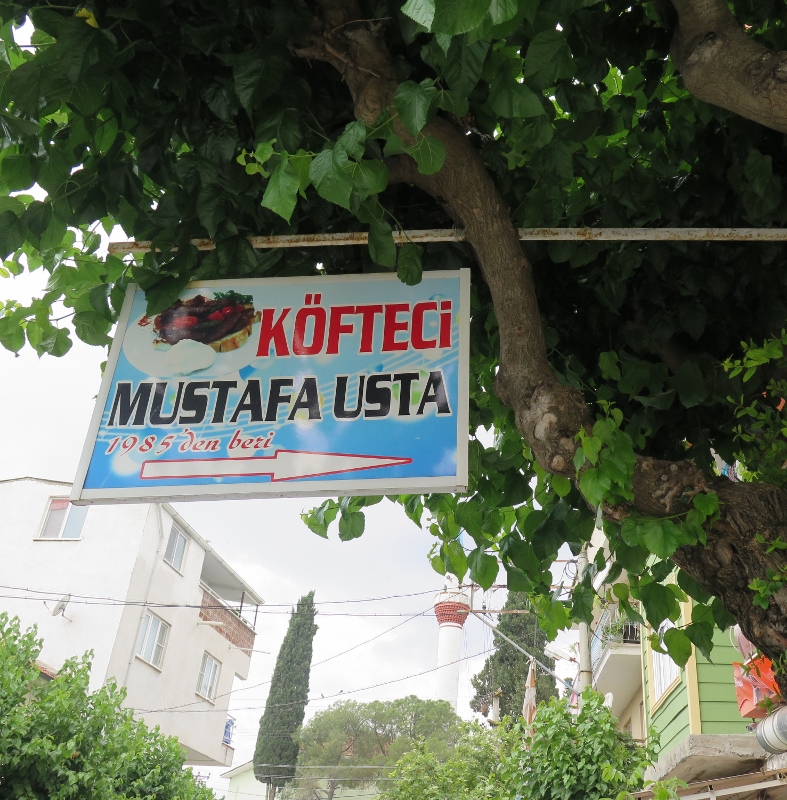 KÖFTECİ
MUSTAFA USTA
1985'den beri